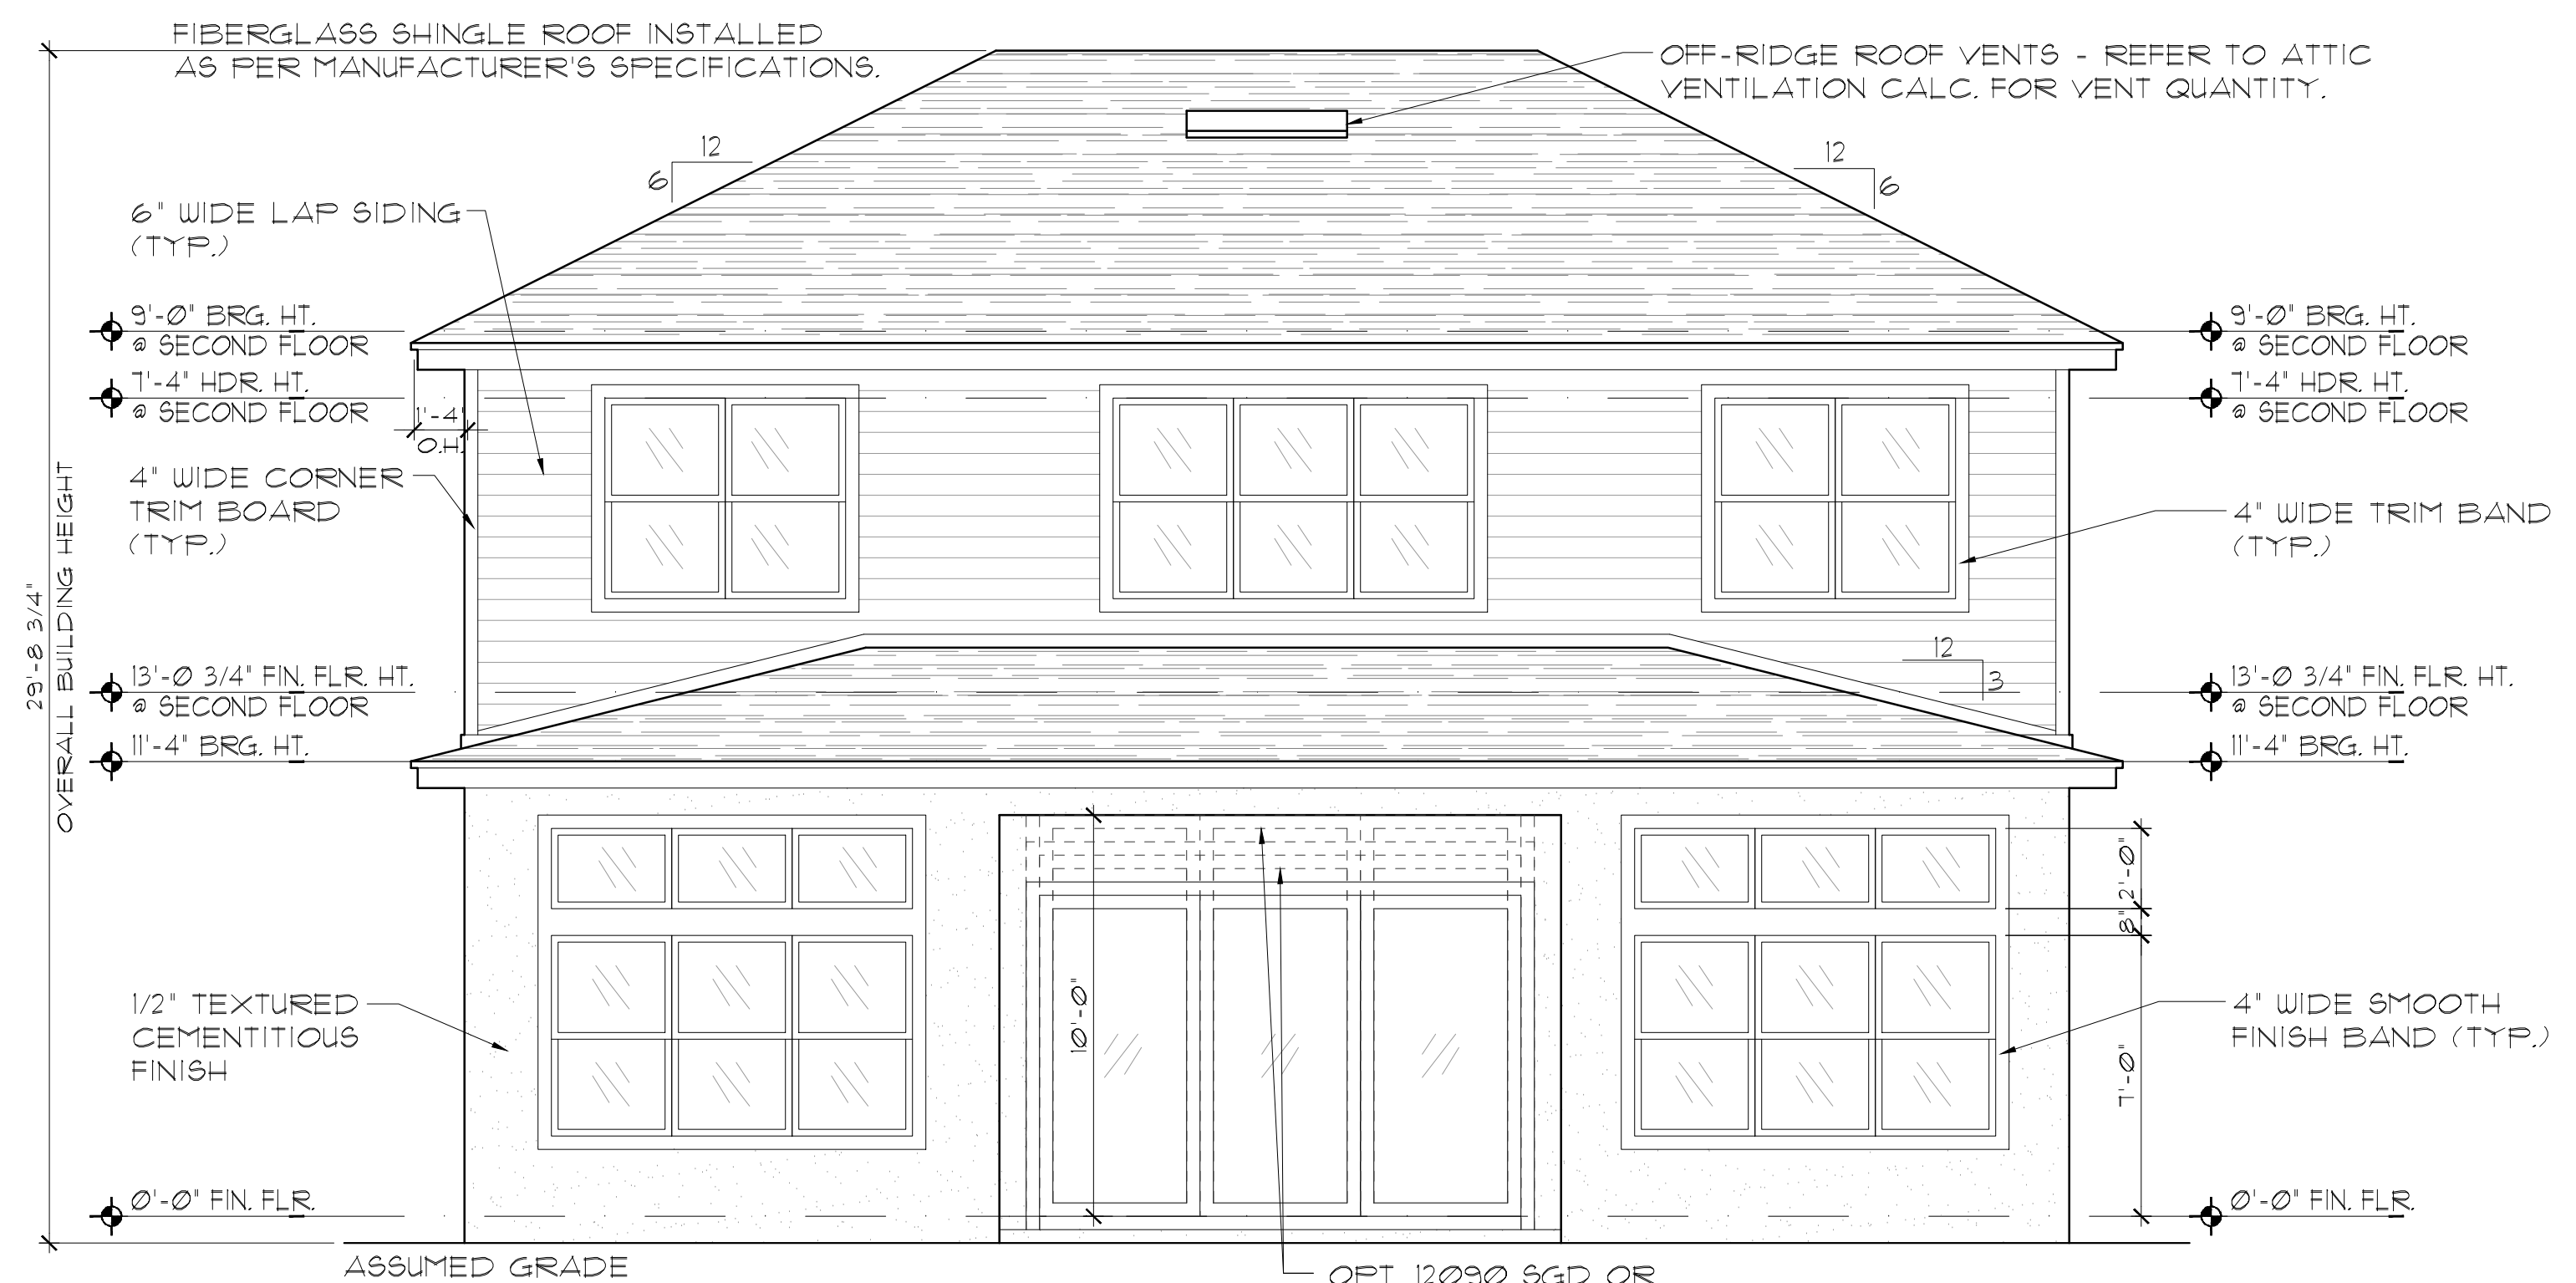 FIBERGLASS SHINGLE ROOF INSTALLED
AS PER MANUFACTURER'S SPECIFICATIONS.
OFF-RIDGE ROOF VENTS - REFER TO ATTIC
VENTILATION CALC. FOR VENT QUANTITY.
12
6
12
6
6" WIDE LAP SIDING
(TYP.)
9'-0" BRG. HT.
@ SECOND FLOOR
9'-0" BRG. HT.
@ SECOND FLOOR
7'-4" HDR. HT.
@ SECOND FLOOR
7'-4" HDR. HT.
@ SECOND FLOOR
1'-4"
O.H.
4" WIDE CORNER
TRIM BOARD
(TYP.)
4" WIDE TRIM BAND
(TYP.)
29'-8 3/4"
OVERALL BUILDING HEIGHT
12
3
13'-0 3/4" FIN. FLR. HT.
@ SECOND FLOOR
13'-0 3/4" FIN. FLR. HT.
@ SECOND FLOOR
11'-4" BRG. HT.
11'-4" BRG. HT.
2'-0"
8"
7'-0"
10'-0"
1/2" TEXTURED
CEMENTITIOUS
FINISH
4" WIDE SMOOTH
FINISH BAND (TYP.)
0'-0" FIN. FLR.
0'-0" FIN. FLR.
ASSUMED GRADE
OPT. 12090 SGD OR